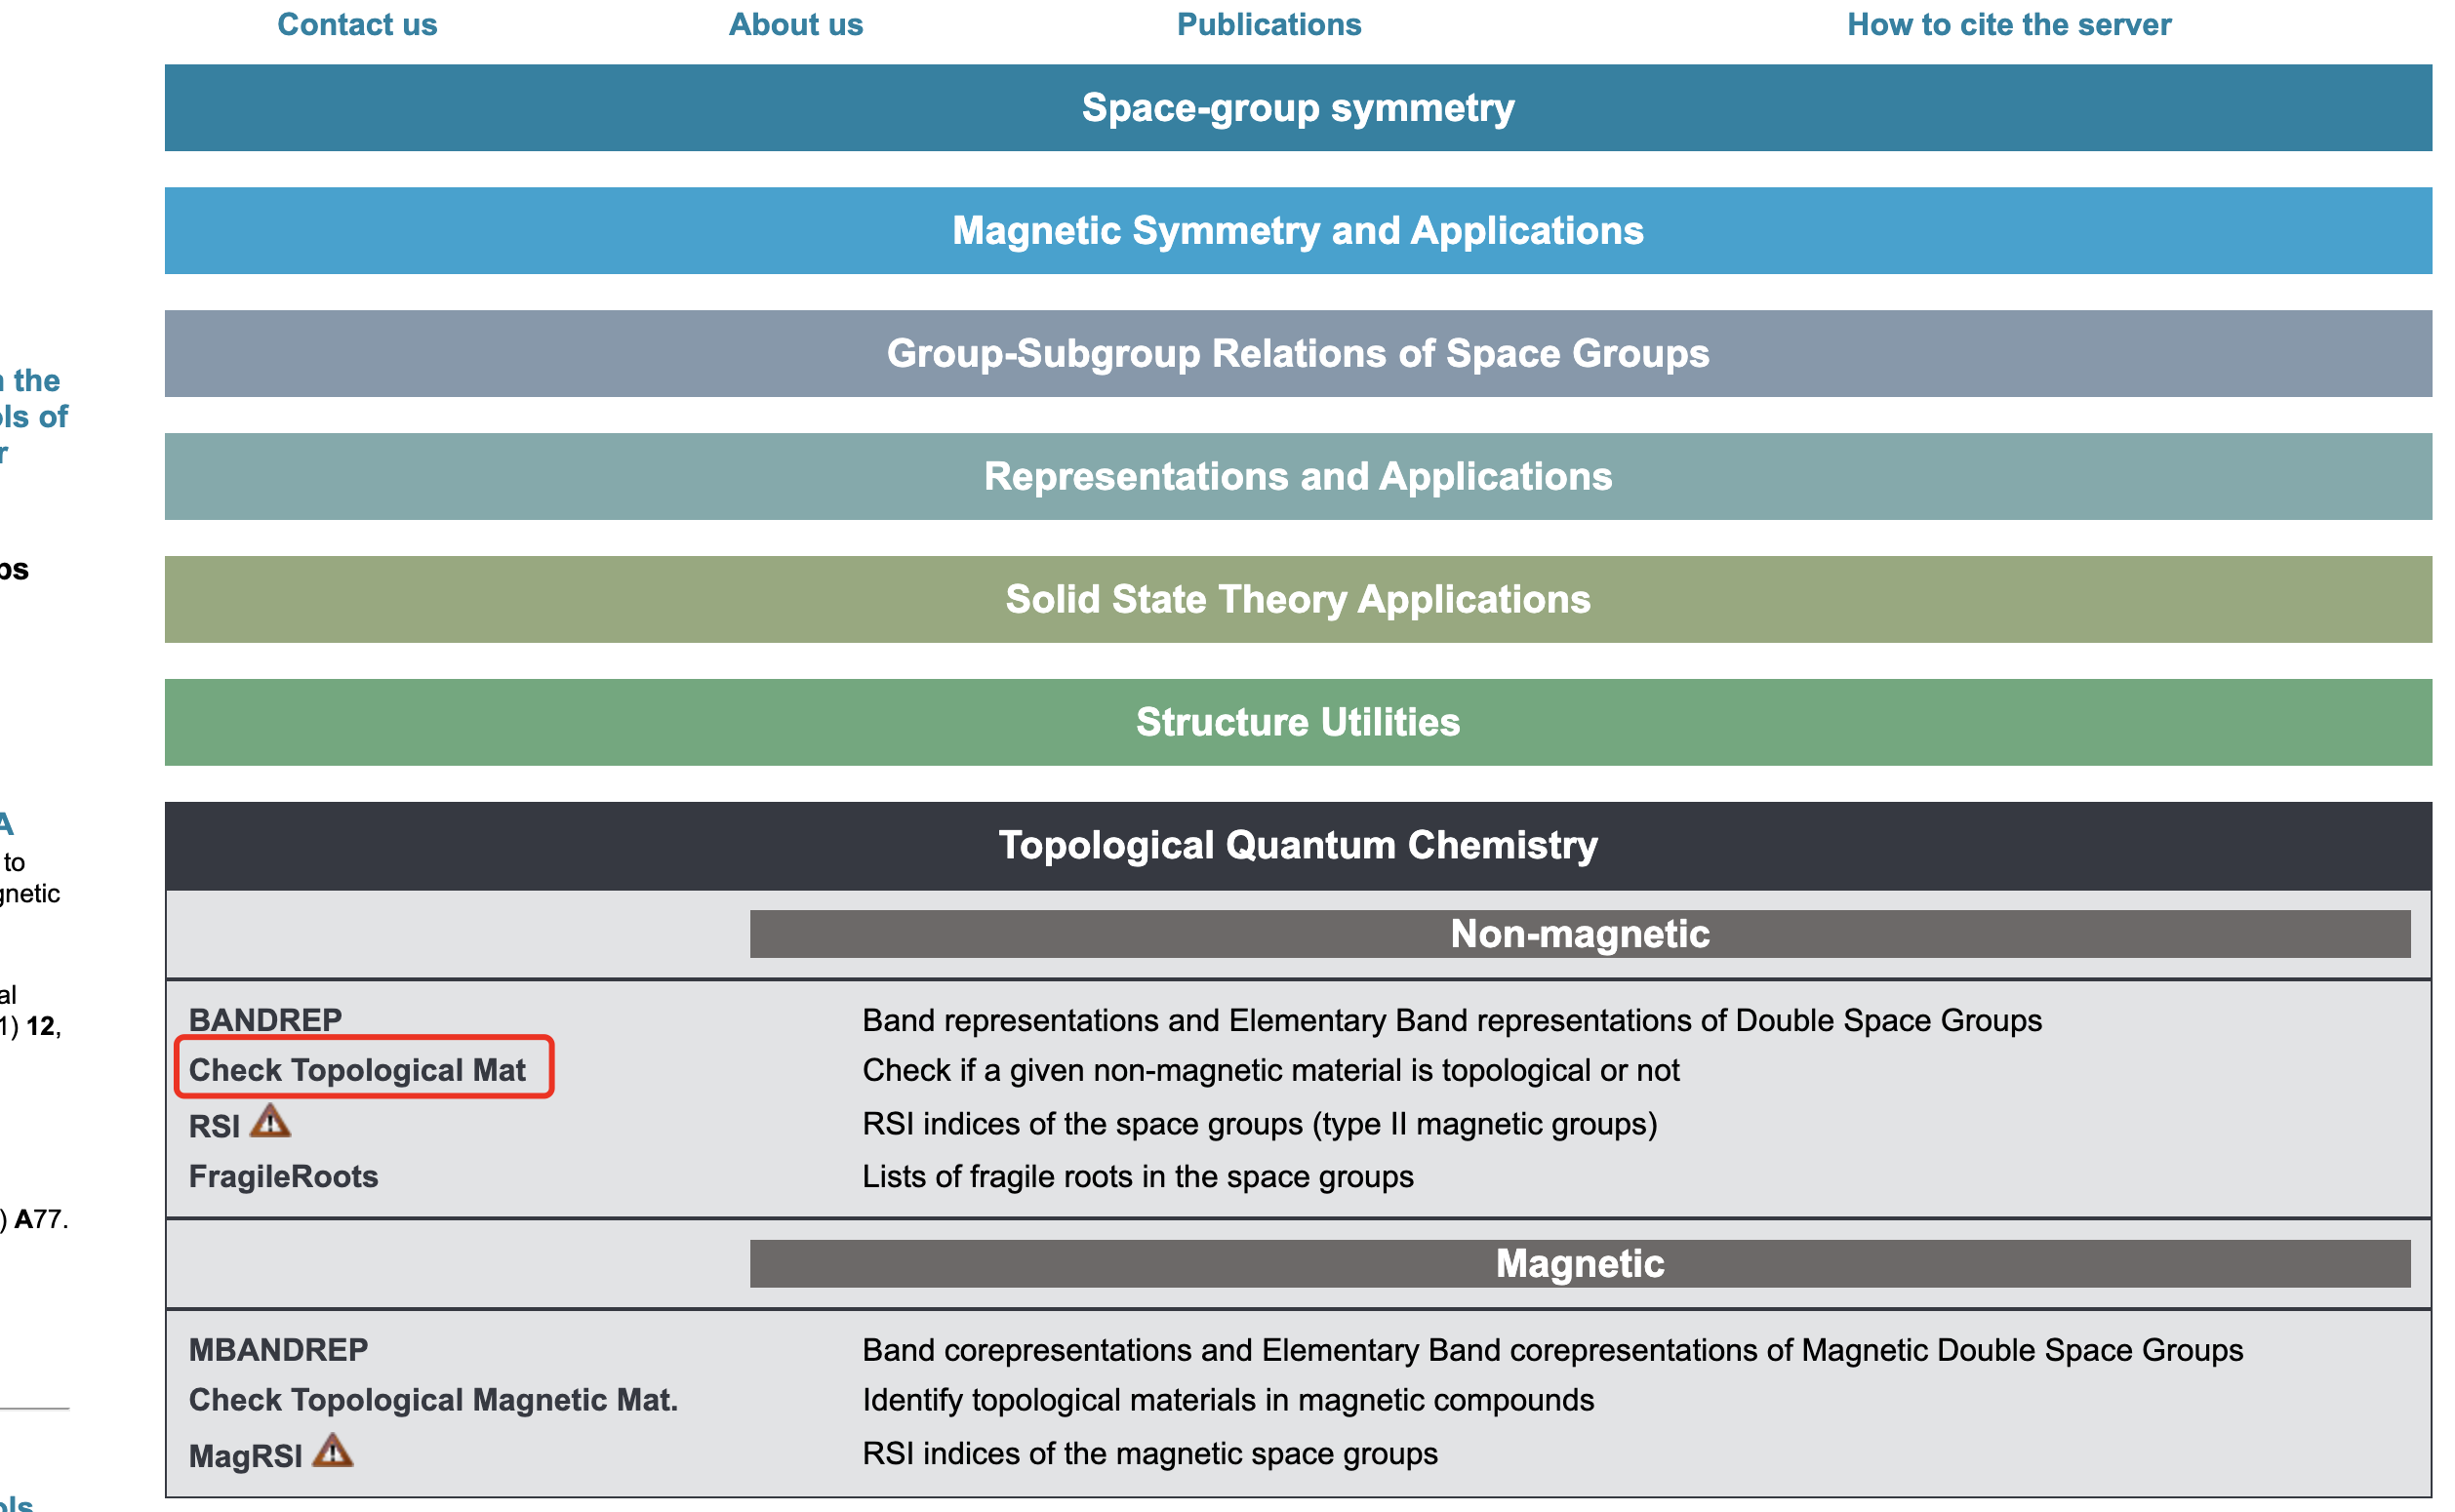 Contact us
About us
Publications
How to cite the server
Space-group symmetry
Magnetic Symmetry and Applications
Group-Subgroup Relations of Space Groups
the
of
Representations and Applications
Solid State Theory Applications
Structure Utilities
A
to
Topological Quantum Chemistry
Non-magnetic
12,
BANDREP Band representations and Elementary Band representations of Double Space Groups
Check Topological Mat Check if a given non-magnetic material is topological or not
RSI RSI indices of the space groups (type II magnetic groups)
FragileRoots Lists of fragile roots in the space groups
) A77.
Magnetic
MBANDREP Band corepresentations and Elementary Band corepresentations of Magnetic Double Space Groups
Check Topological Magnetic Mat. Identify topological materials in magnetic compounds
MagRSI RSI indices of the magnetic space groups